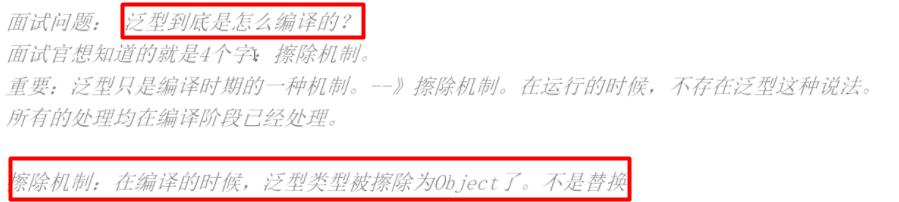 面试问题： 泛型到底是怎么编译的？
面试官想知道的就是4个字：擦除机制。
重要：泛型只是编译时期的一种机制。--》擦除机制。在运行的时候，不存在泛型这种说法。
所有的处理均在编译阶段已经处理。
擦除机制：在编译的时候，泛型类型被擦除为Object了。不是替换